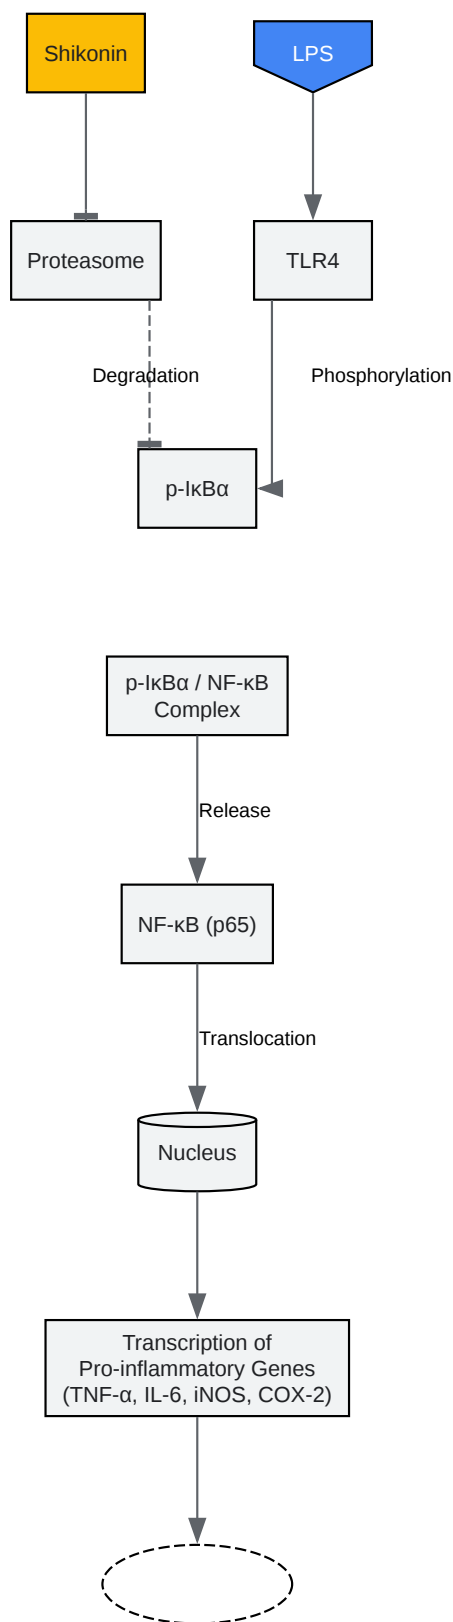 Shikonin
LPS
Proteasome
TLR4
Degradation
Phosphorylation
p-IκBα
p-IκBα / NF-κB
Complex
Release
NF-κB (p65)
Translocation
Nucleus
Transcription of
Pro-inflammatory Genes
(TNF-α, IL-6, iNOS, COX-2)